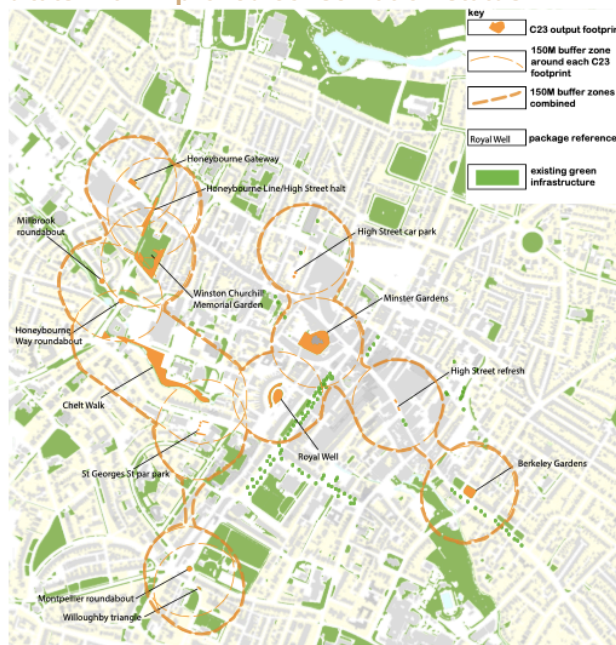 key
C23 output footprin
150M buffer zone
around each C23
footprint
150M buffer zones
combined
Royal Well
package reference
existing green
infrastructure
Honeybourne Gateway
Honeybourne Line/High Street halt
Millbrook
roundabout
High Street car park
Winston Churchill
Memorial Garden
Minster Gardens
Honeybourne
Way roundabout
High Street refresh
Chelt Walk
Royal Well
Berkeley Gardens
St Georges St par park
Montpellier roundabout
Willoughby triangle